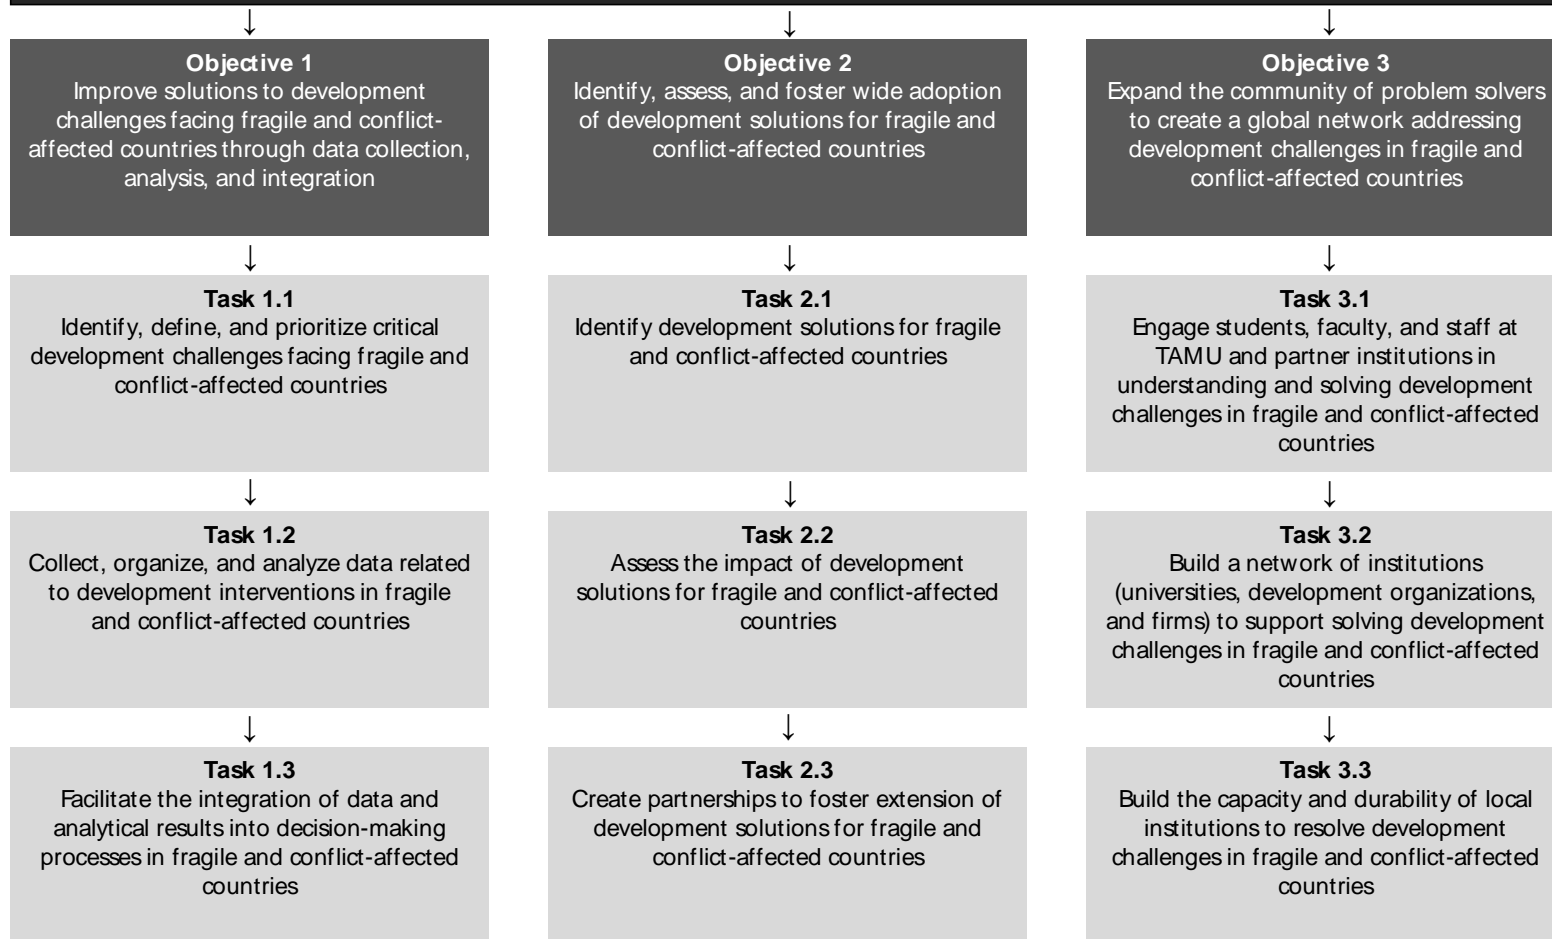 Objective 1
Improve solutions to development
challenges facing fragile and conflict-
affected countries through data collection,
analysis, and integration
Objective 2
Identify, assess, and foster wide adoption
of development solutions for fragile and
conflict-affected countries
Objective 3
Expand the community of problem solvers
to create a global network addressing
development challenges in fragile and
conflict-affected countries
Task 1.1
Identify, define, and prioritize critical
development challenges facing fragile and
conflict-affected countries
Task 2.1
Identify development solutions for fragile
and conflict-affected countries
Task 3.1
Engage students, faculty, and staff at
TAMU and partner institutions in
understanding and solving development
challenges in fragile and conflict-affected
countries
Task 1.2
Collect, organize, and analyze data related
to development interventions in fragile
and conflict-affected countries
Task 2.2
Assess the impact of development
solutions for fragile and conflict-affected
countries
Task 3.2
Build a network of institutions
(universities, development organizations,
and firms) to support solving development
challenges in fragile and conflict-affected
countries
Task 1.3
Facilitate the integration of data and
analytical results into decision-making
processes in fragile and conflict-affected
countries
Task 2.3
Create partnerships to foster extension of
development solutions for fragile and
conflict-affected countries
Task 3.3
Build the capacity and durability of local
institutions to resolve development
challenges in fragile and conflict-affected
countries